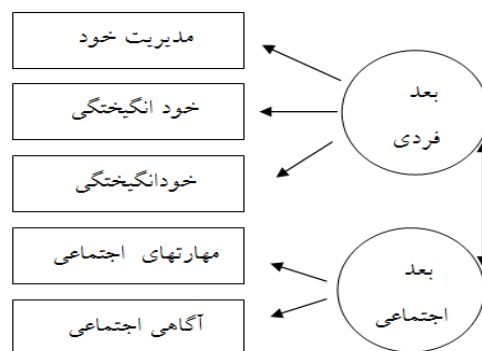 مدیریت خود
خود انگیختگی
خودانگیختگی
مهارتهای اجتماعی
آگاهی اجتماعی
بعد
فردی
بعد
اجتماعی